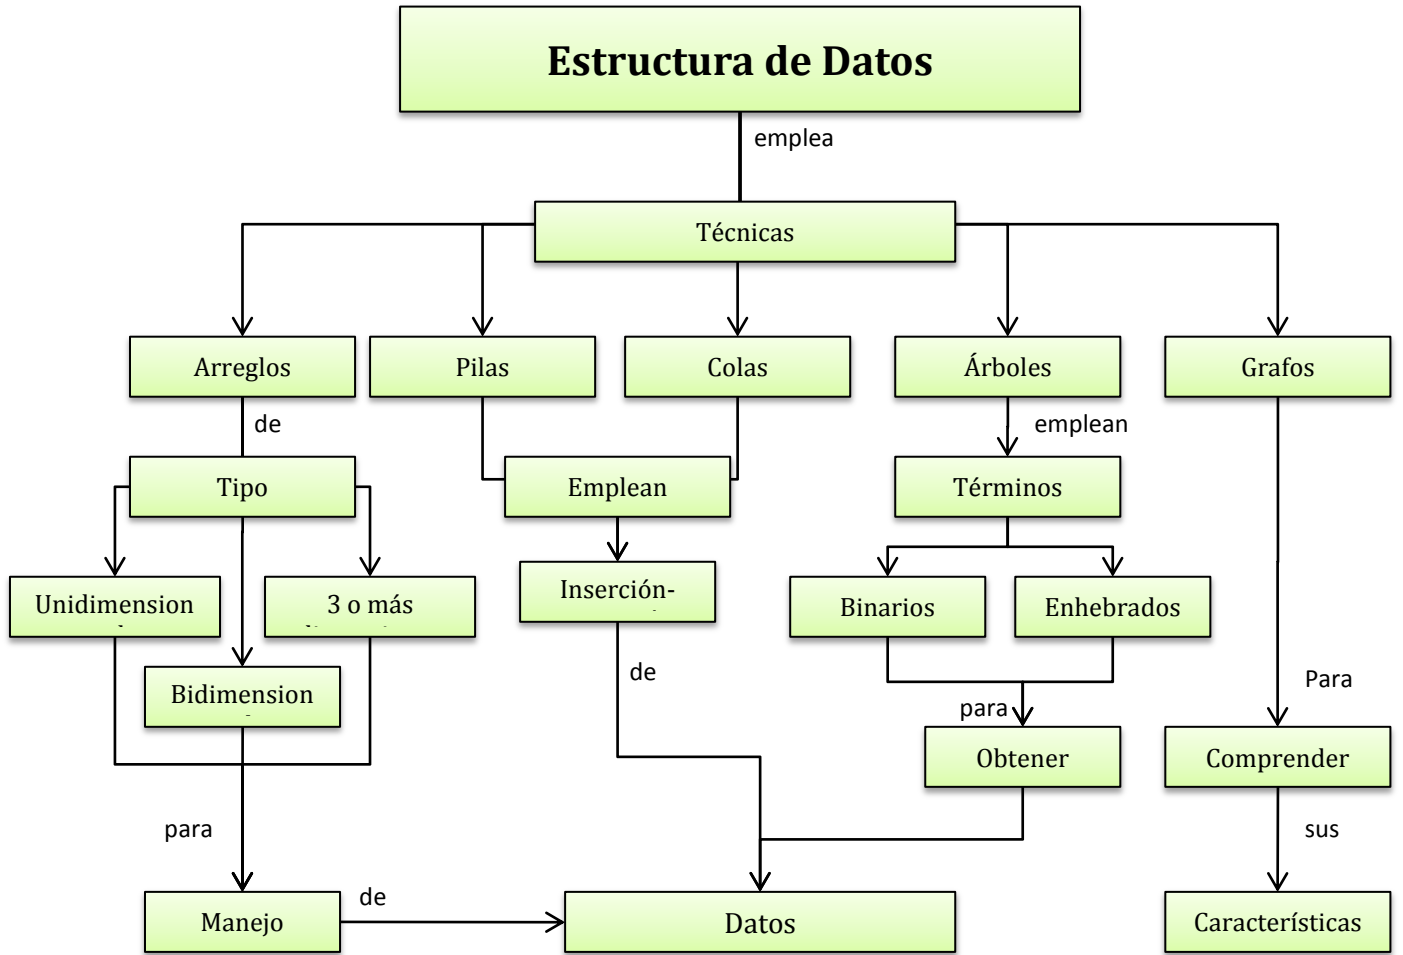 Estructura de Datos
emplea
Técnicas
Arreglos
Pilas
Colas
Árboles
Grafos
de
emplean
Tipo
Emplean
Términos
Unidimension
3 o más
Inserción-
Binarios
Enhebrados
Bidimension
de
para
Para
Obtener
Comprender
para
sus
Manejo
de
Datos
Características